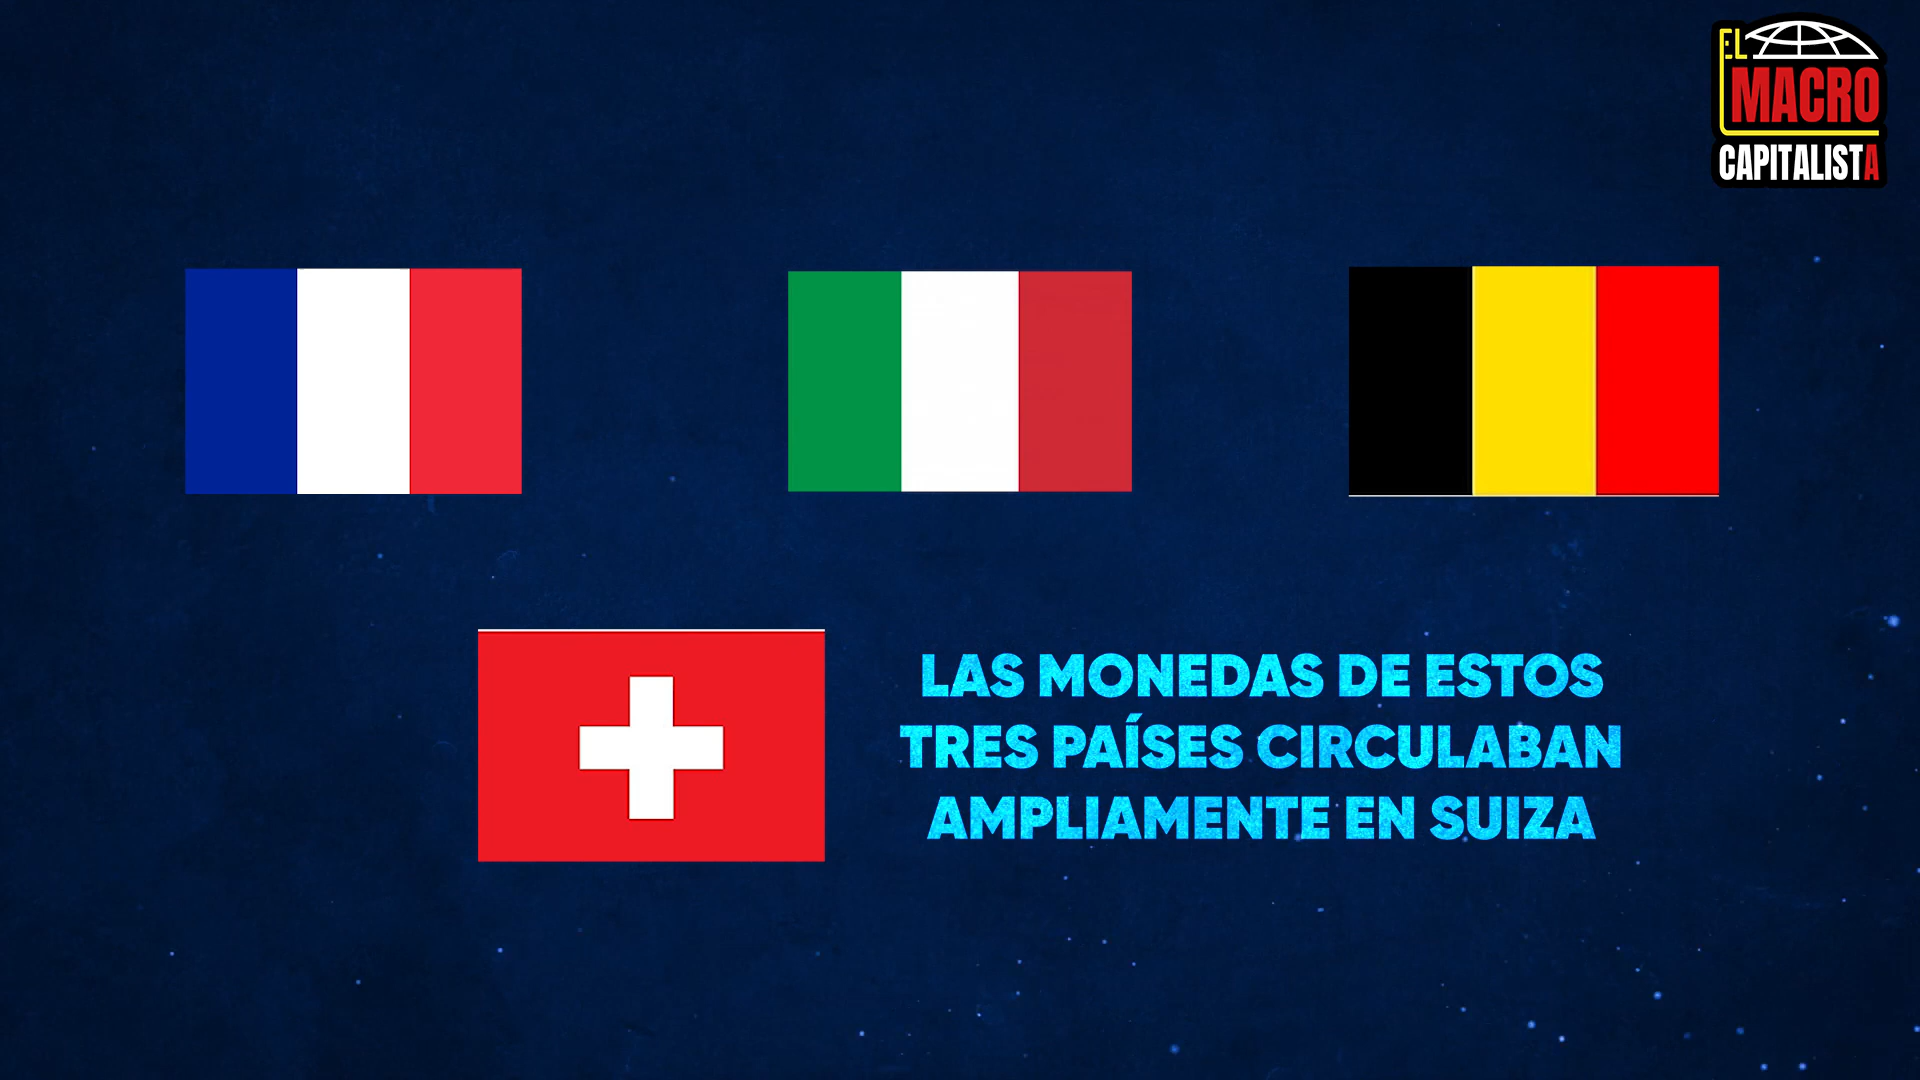 EL
MACRO
CAPITALISTA
LAS MONEDAS DE ESTOS
TRES PAÍSES CIRCULABAN
AMPLIAMENTE EN SUIZA